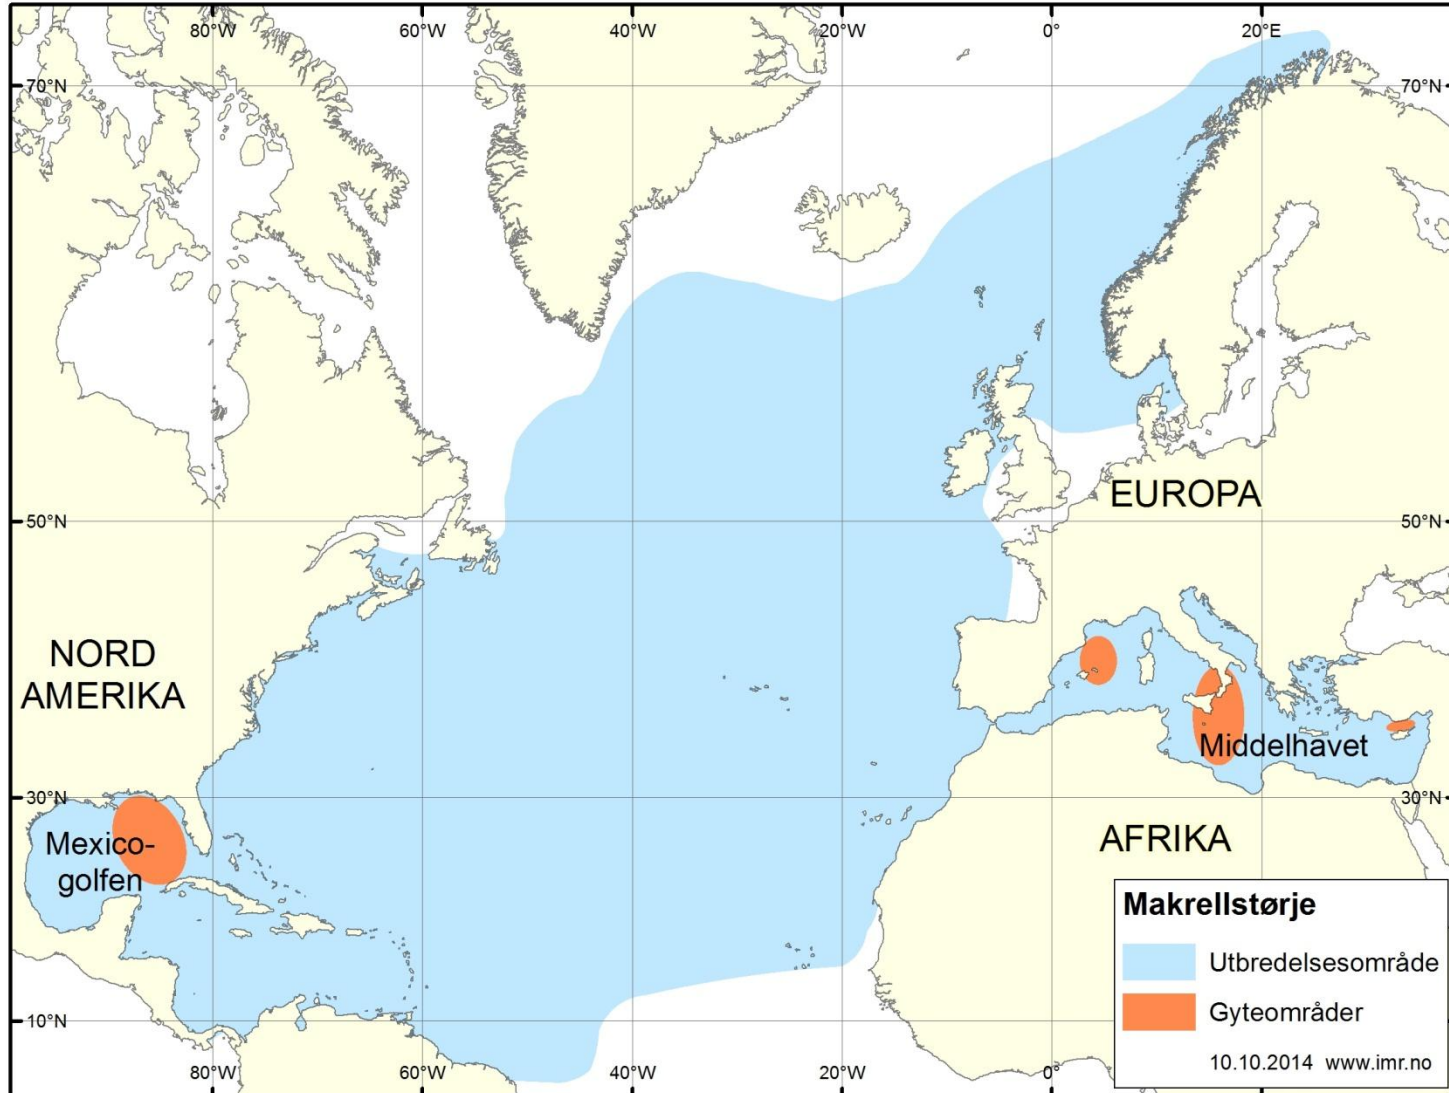 80°W 60°W 40°W 20°W 0° 20°E
70°N 70°N
50°N 50°N
EUROPA
NORD
AMERIKA
Middelhavet
30°N 30°N
Mexico-
golfen
AFRIKA
Makrellstørje
Utbredelsesområde
Gyteområder
10.10.2014 www.imr.no
10°N
80°W 60°W 40°W 20°W 0° 20°E